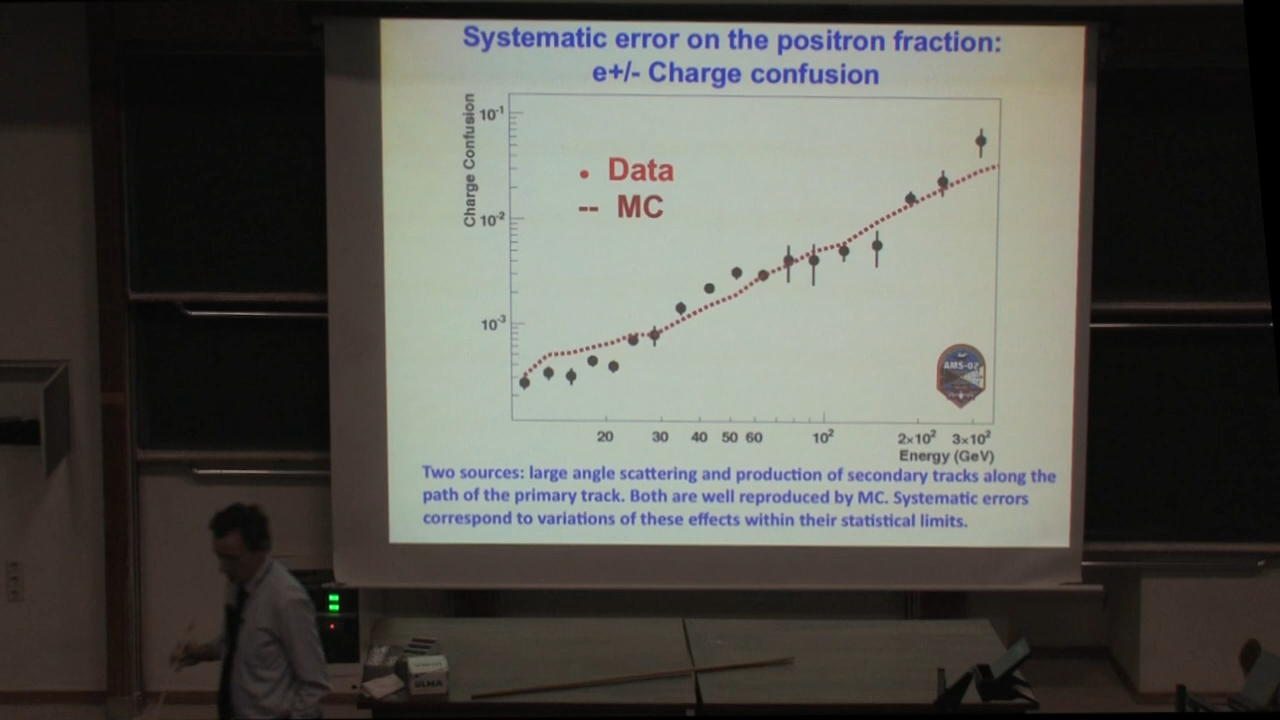 Systematic error on the positron fraction:
e+/- Charge confusion
Charge Confusion
10⁻¹
10⁻²
10⁻³
• Data
-- MC
AMS-02
20 30 40 50 60 10² 2×10² 3×10²
Energy (GeV)
Two sources: large angle scattering and production of secondary tracks along the
path of the primary track. Both are well reproduced by MC. Systematic errors
correspond to variations of these effects within their statistical limits.
ULMA